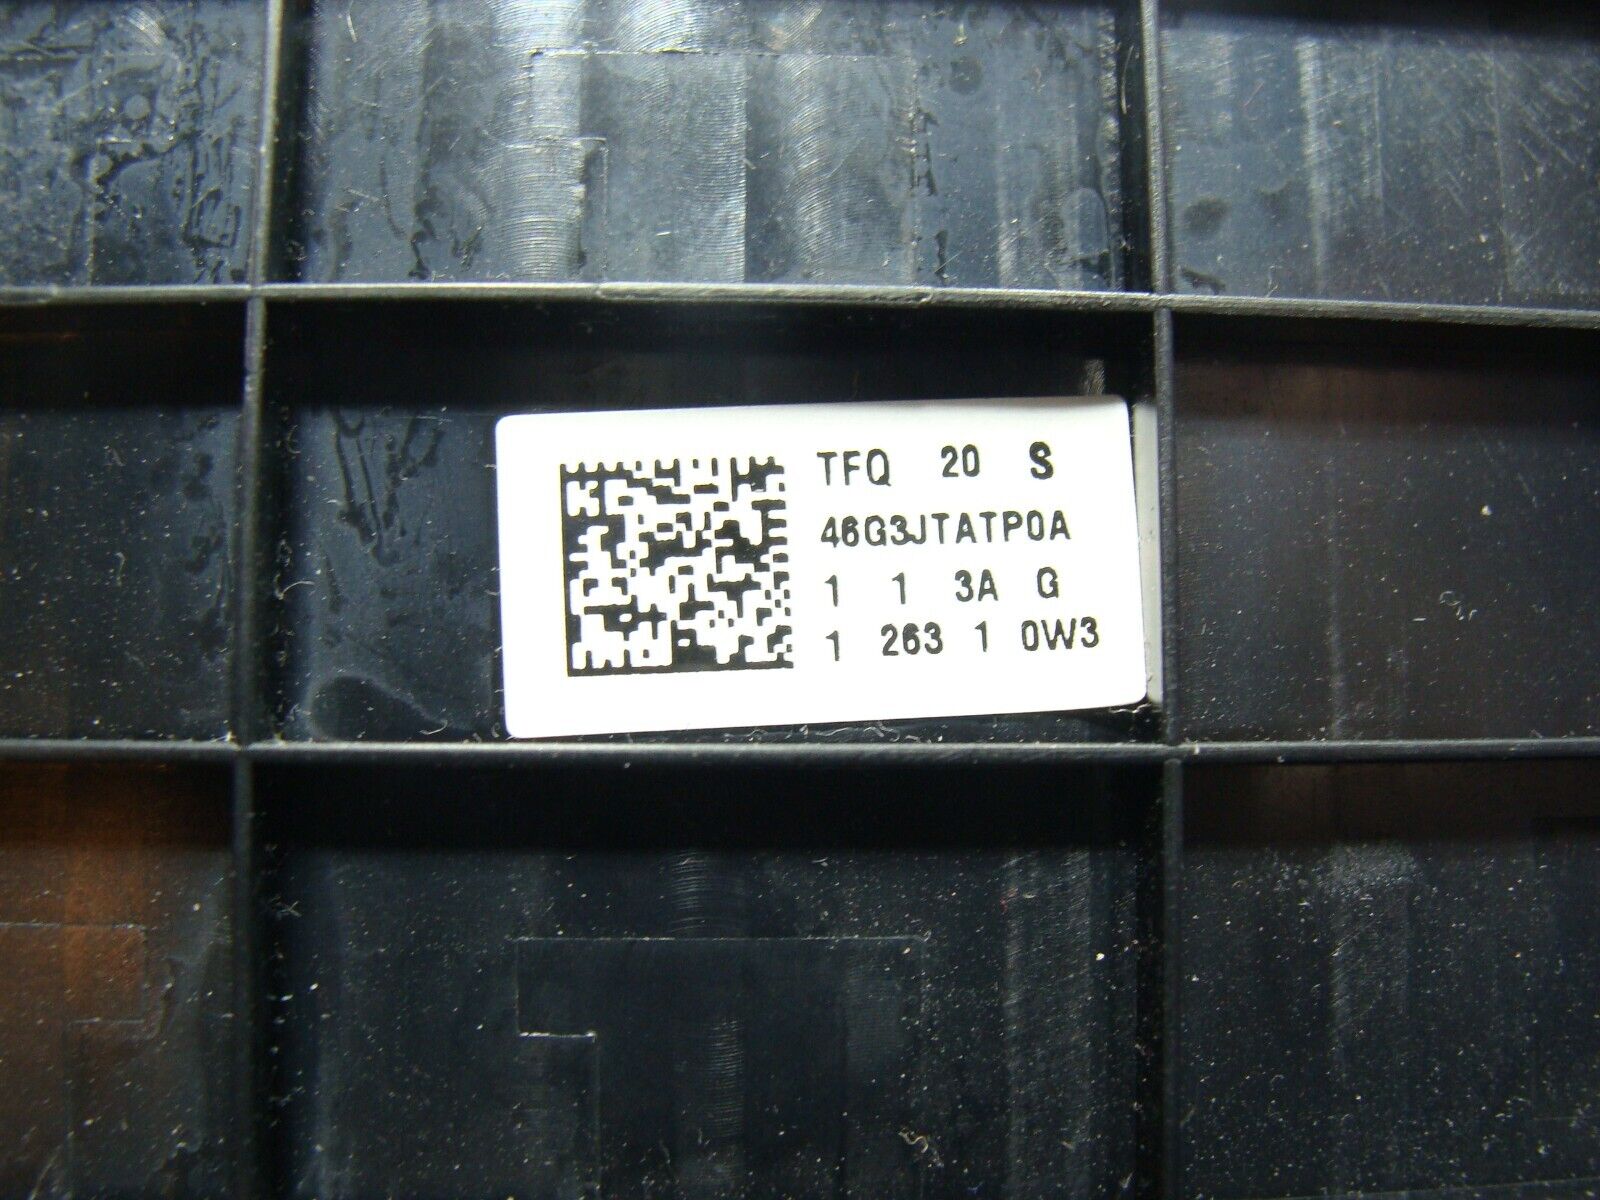 TFQ 20 S
46G3JTATP0A
1 1 3A G
1 263 1 0W3